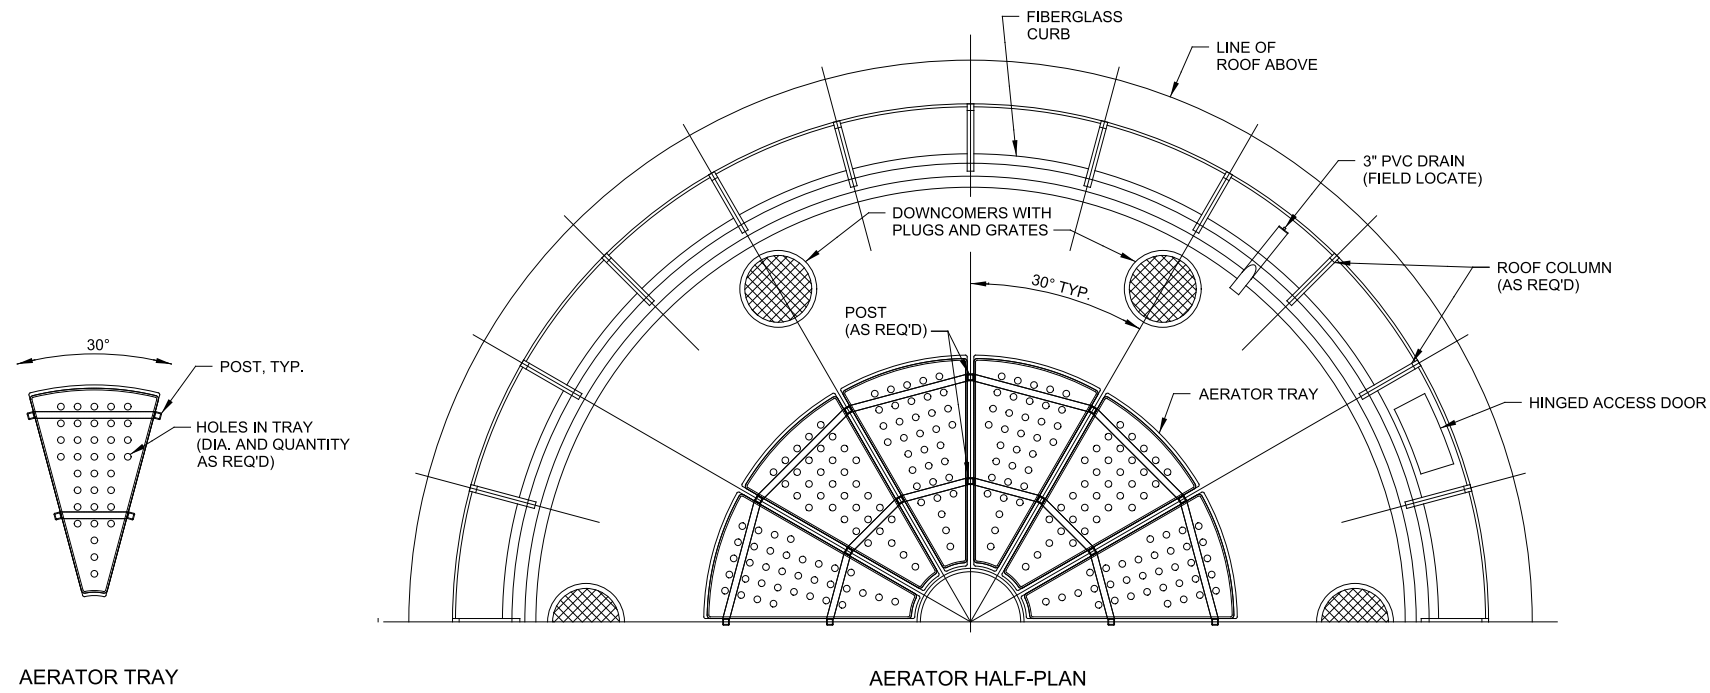 FIBERGLASS
CURB
LINE OF
ROOF ABOVE
3" PVC DRAIN
(FIELD LOCATE)
DOWNCOMERS WITH
PLUGS AND GRATES
ROOF COLUMN
(AS REQ'D)
30° TYP.
POST
(AS REQ'D)
30°
POST, TYP.
AERATOR TRAY
HINGED ACCESS DOOR
HOLES IN TRAY
(DIA. AND QUANTITY
AS REQ'D)
AERATOR TRAY
AERATOR HALF-PLAN